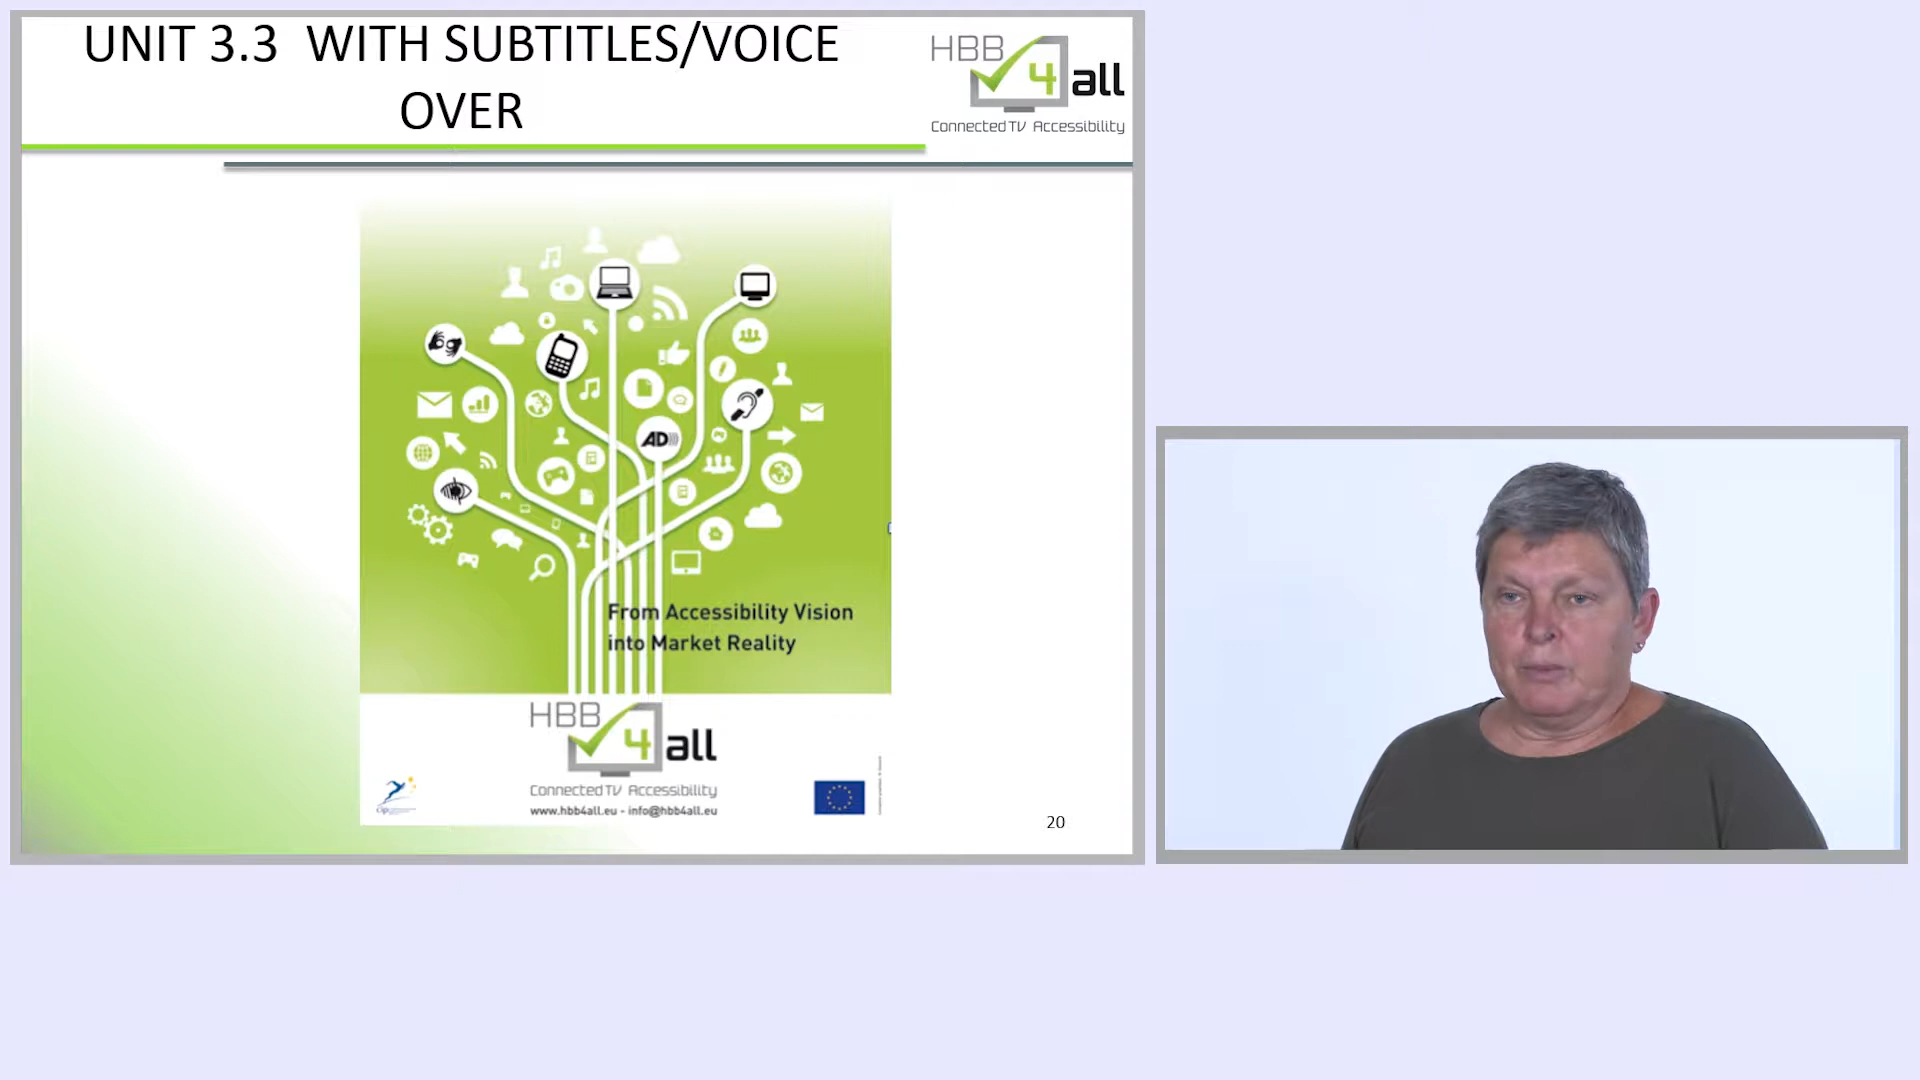 UNIT 3.3 WITH SUBTITLES/VOICE
OVER
HBB
4all
Connected TV Accessibility
AD
From Accessibility Vision
into Market Reality
HBB
4all
Connected TV Accessibility
www.hbb4all.eu - info@hbb4all.eu
20